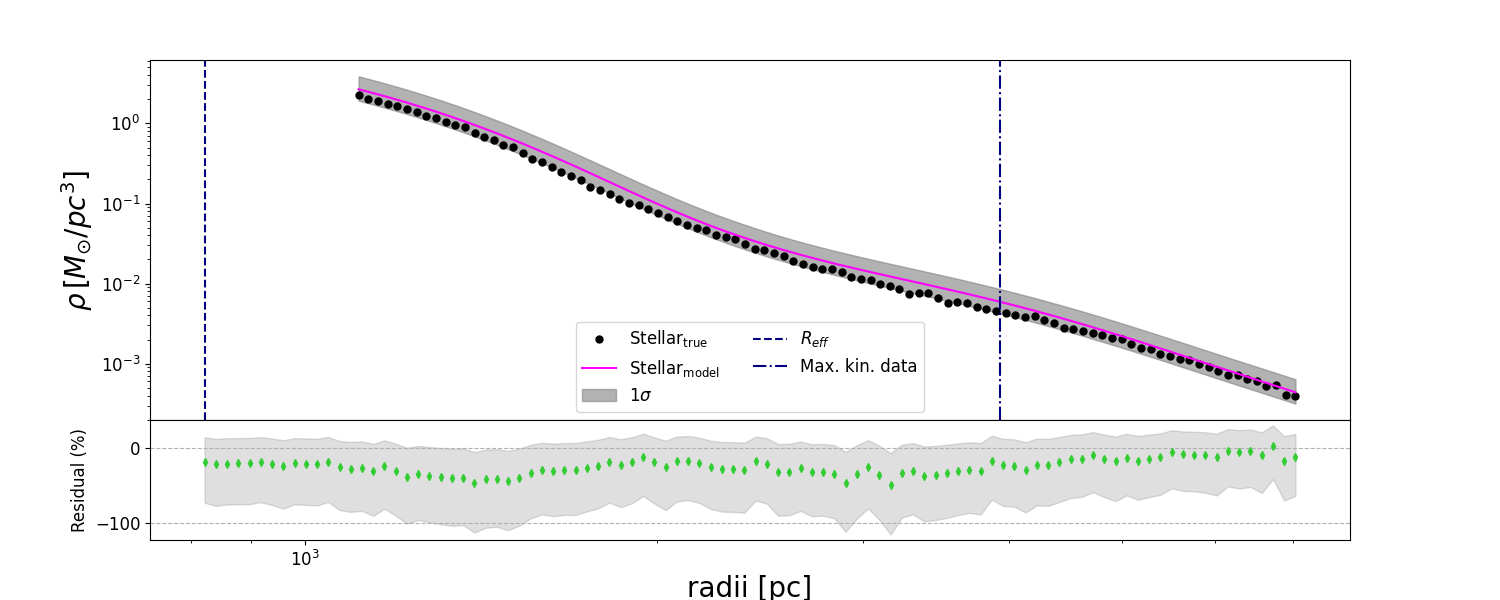 ρ [M⊙/pc³]
10⁰
10⁻¹
10⁻²
10⁻³
Stellar_true
Stellar_model
1σ
R_eff
Max. kin. data
Residual (%)
0
−100
10³
radii [pc]